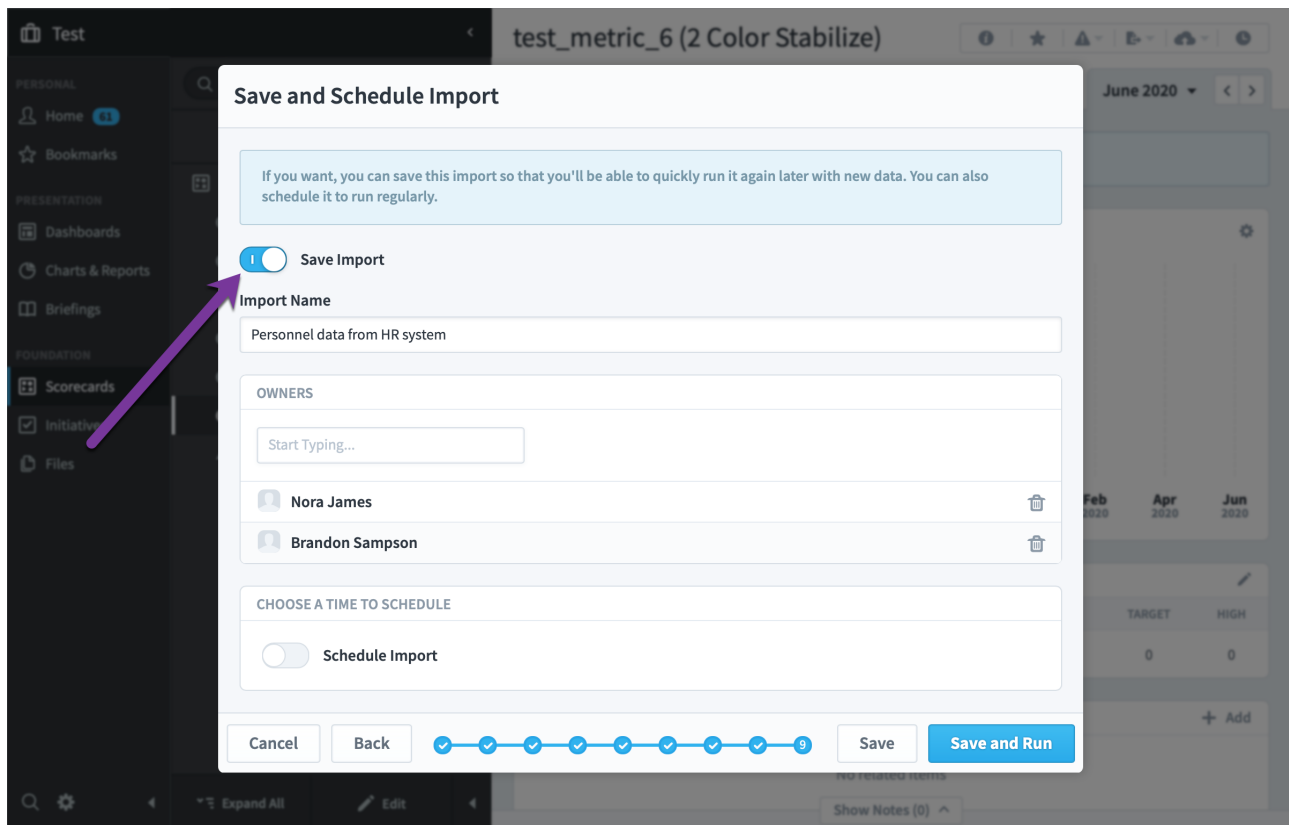 Test
test_metric_6 (2 Color Stabilize)
PERSONAL
Home 61
Bookmarks
PRESENTATION
Dashboards
Charts & Reports
Briefings
FOUNDATION
Scorecards
Initiatives
Files
Expand All
Edit
June 2020
Save and Schedule Import
If you want, you can save this import so that you'll be able to quickly run it again later with new data. You can also
schedule it to run regularly.
Save Import
Import Name
Personnel data from HR system
OWNERS
Start Typing...
Nora James
Brandon Sampson
CHOOSE A TIME TO SCHEDULE
Schedule Import
Cancel
Back
9
Save
Save and Run
Feb Apr Jun
2020 2020 2020
TARGET HIGH
0 0
Add
No related items
Show Notes (0)